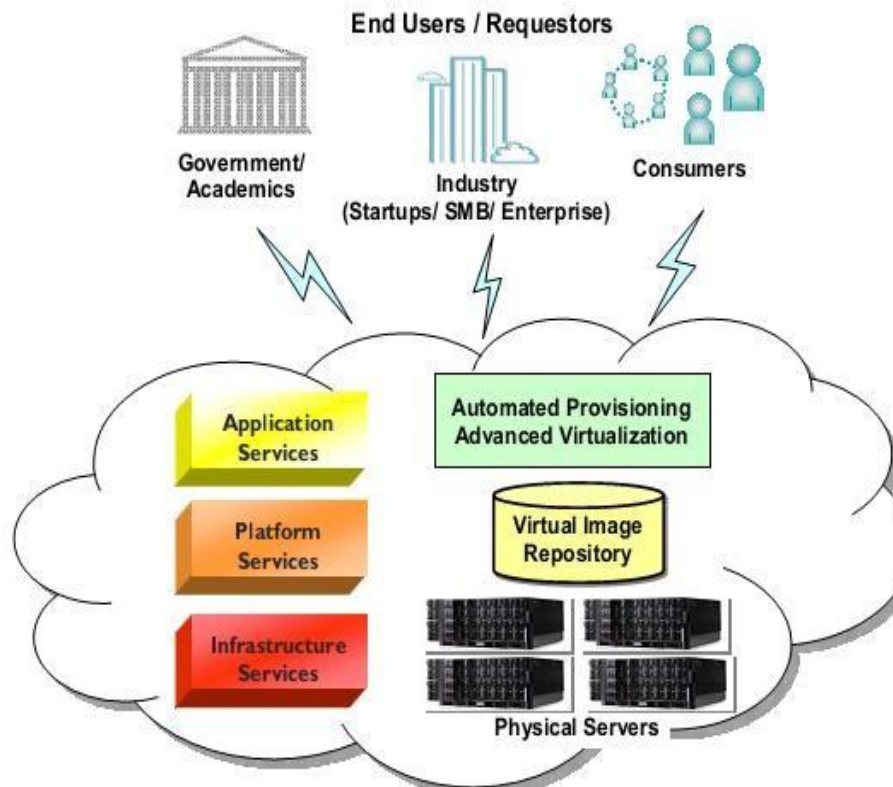 End Users / Requestors
Government/
Academics
Industry
(Startups/ SMB/ Enterprise)
Consumers
Application
Services
Automated Provisioning
Advanced Virtualization
Platform
Services
Virtual Image
Repository
Infrastructure
Services
Physical Servers